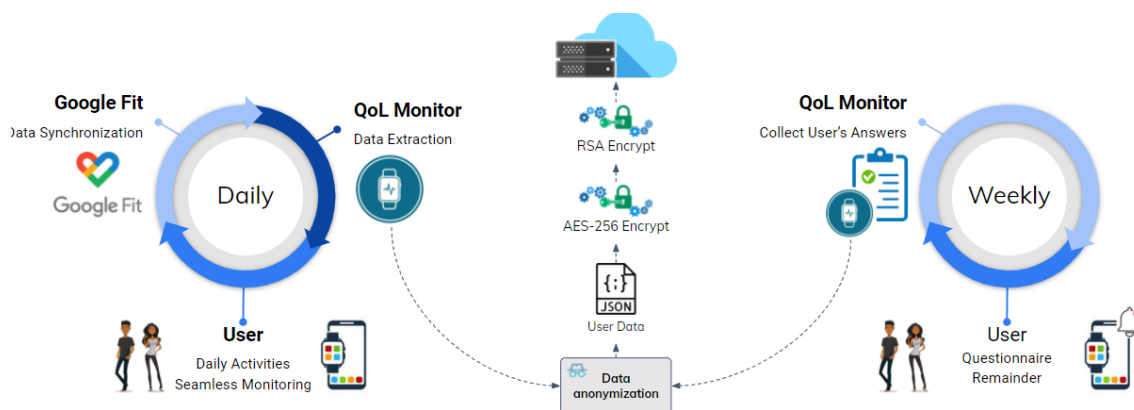 Google Fit
Data Synchronization
Google Fit
Daily
QoL Monitor
Data Extraction
User
Daily Activities
Seamless Monitoring
RSA Encrypt
AES-256 Encrypt
{;}
JSON
User Data
Data
anonymization
QoL Monitor
Collect User's Answers
Weekly
User
Questionnaire
Remainder